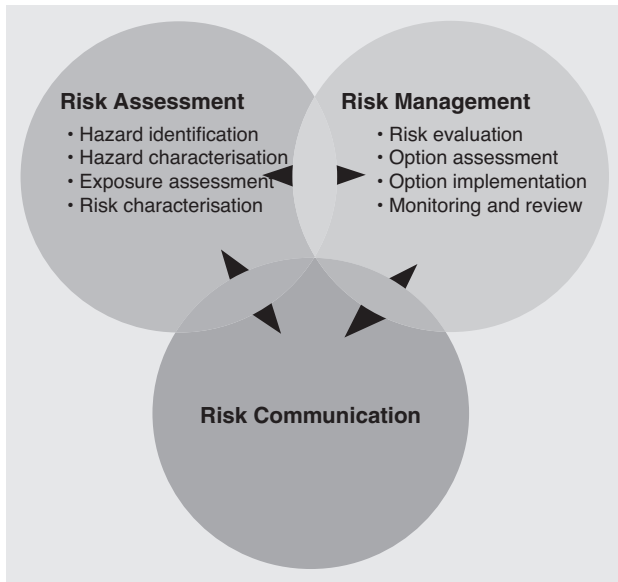 Risk Assessment
• Hazard identification
• Hazard characterisation
• Exposure assessment
• Risk characterisation
Risk Management
• Risk evaluation
• Option assessment
• Option implementation
• Monitoring and review
Risk Communication